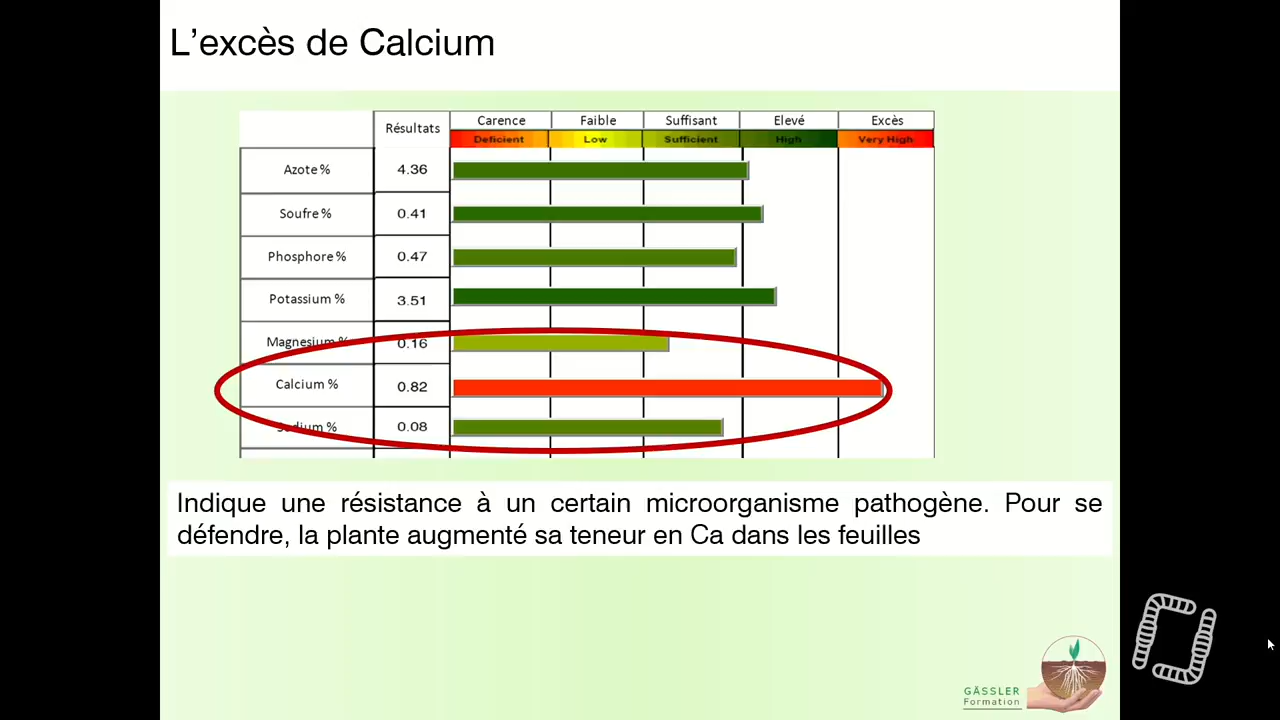 L'excès de Calcium
Résultats Carence Faible Suffisant Elevé Excès
Deficient Low Sufficient High Very High
Azote % 4.36
Soufre % 0.41
Phosphore % 0.47
Potassium % 3.51
Magnesium % 0.16
Calcium % 0.82
Sodium % 0.08
Indique une résistance à un certain microorganisme pathogène. Pour se
défendre, la plante augmenté sa teneur en Ca dans les feuilles
GÄSSLER
Formation